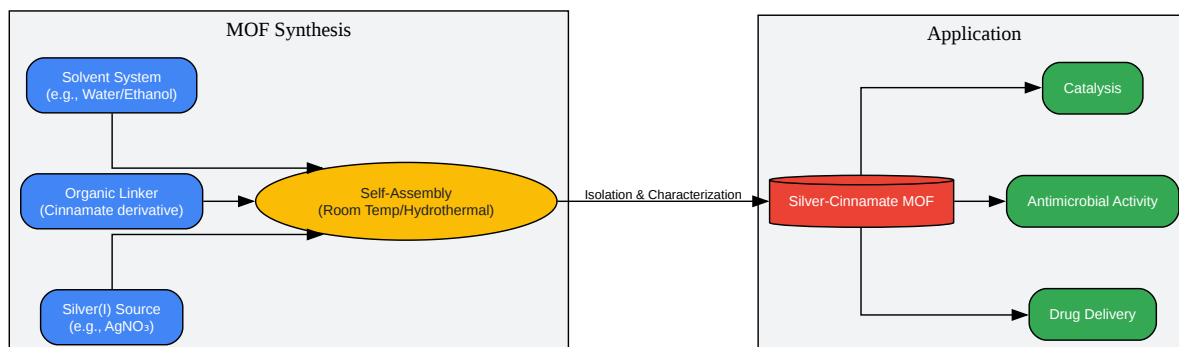 MOF Synthesis
Solvent System
(e.g., Water/Ethanol)
Organic Linker
(Cinnamate derivative)
Silver(I) Source
(e.g., AgNO₃)
Self-Assembly
(Room Temp/Hydrothermal)
Isolation & Characterization
Application
Silver-Cinnamate MOF
Catalysis
Antimicrobial Activity
Drug Delivery